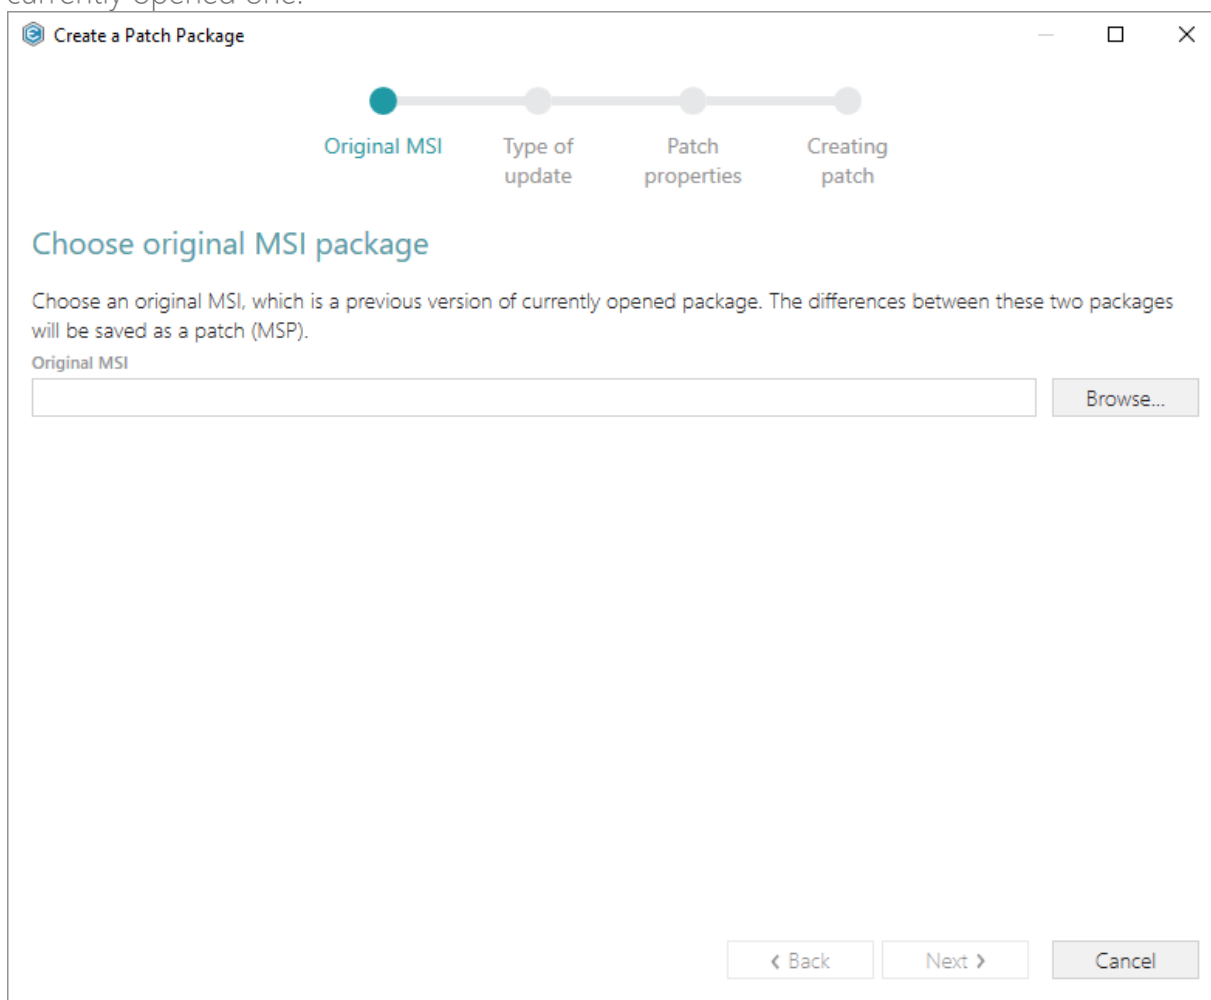 currently opened one.
Create a Patch Package
Original MSI
Type of
update
Patch
properties
Creating
patch
Choose original MSI package
Choose an original MSI, which is a previous version of currently opened package. The differences between these two packages
will be saved as a patch (MSP).
Original MSI
Browse...
Back
Next
Cancel